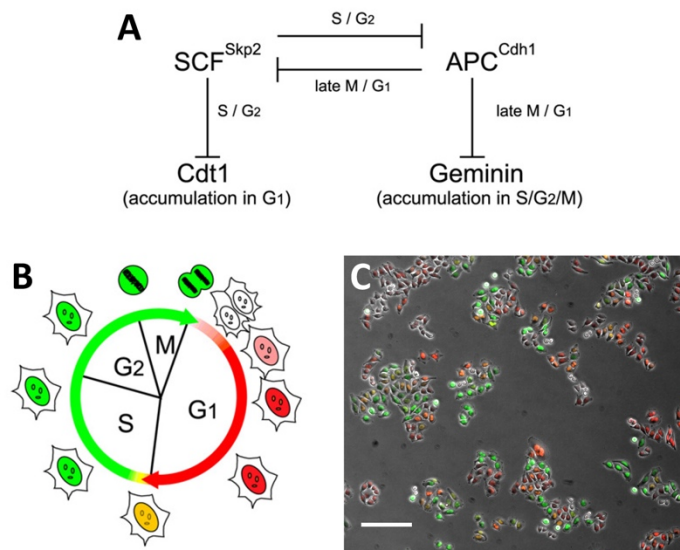 A
S / G2
SCF Skp2
APC Cdh1
late M / G1
S / G2
late M / G1
Cdt1
Geminin
(accumulation in G1)
(accumulation in S/G2/M)
B
C
M
G2
G1
S